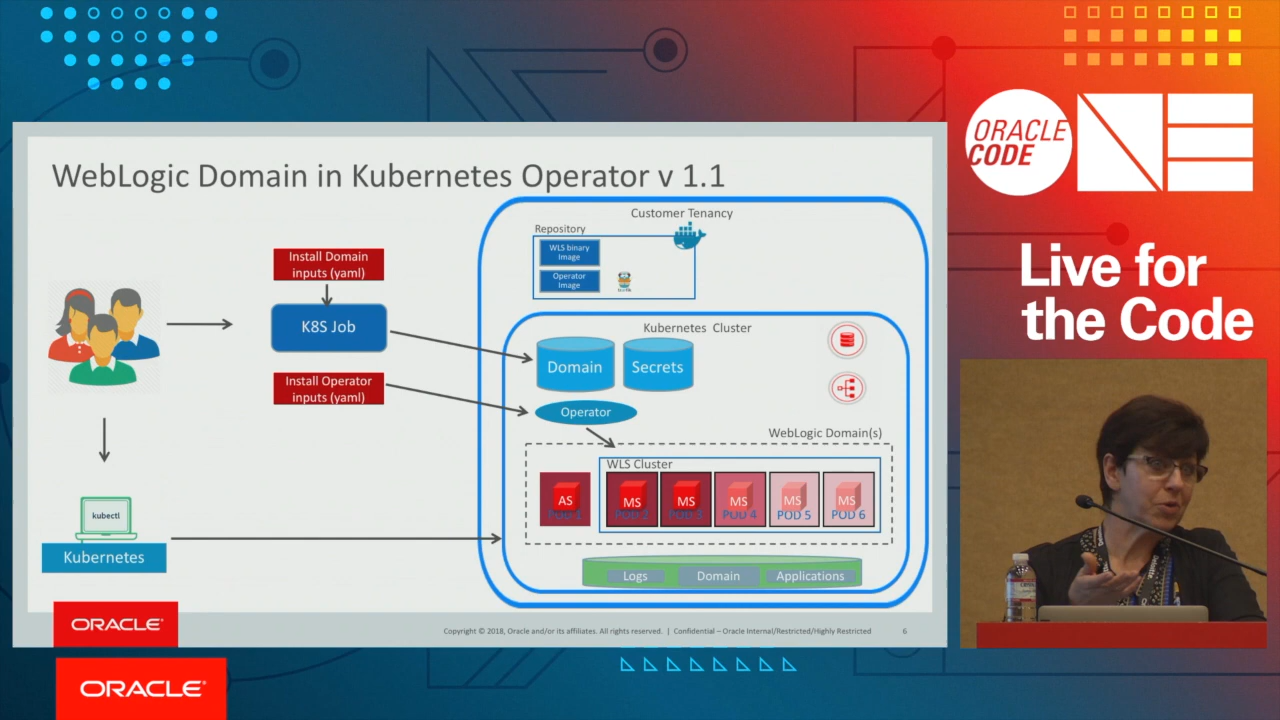 WebLogic Domain in Kubernetes Operator v 1.1
Customer Tenancy
Repository
WLS binary
Image
Operator
Image
Install Domain
inputs (yaml)
K8S Job
Install Operator
inputs (yaml)
Kubernetes Cluster
Domain
Secrets
Operator
WebLogic Domain(s)
WLS Cluster
AS
MS
MS
MS
MS
MS
POD 1
POD 2
POD 3
POD 4
POD 5
POD 6
kubectl
Kubernetes
Logs
Domain
Applications
ORACLE
Copyright © 2018, Oracle and/or its affiliates. All rights reserved. | Confidential – Oracle Internal/Restricted/Highly Restricted
6
ORACLE
ORACLE
CODE
NE
Live for
the Code